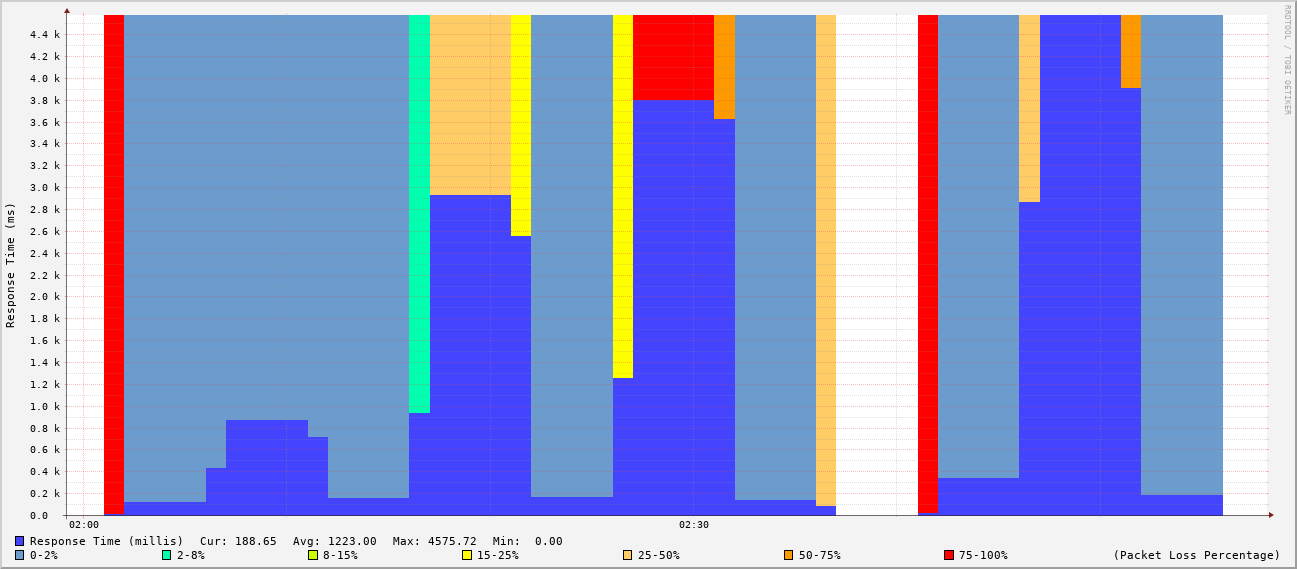 RRDTOOL / TOBI OETIKER
Response Time (ms)
4.4 k
4.2 k
4.0 k
3.8 k
3.6 k
3.4 k
3.2 k
3.0 k
2.8 k
2.6 k
2.4 k
2.2 k
2.0 k
1.8 k
1.6 k
1.4 k
1.2 k
1.0 k
0.8 k
0.6 k
0.4 k
0.2 k
0.0
02:00 02:30
Response Time (millis) Cur: 188.65 Avg: 1223.00 Max: 4575.72 Min: 0.00
0-2% 2-8% 8-15% 15-25% 25-50% 50-75% 75-100% (Packet Loss Percentage)